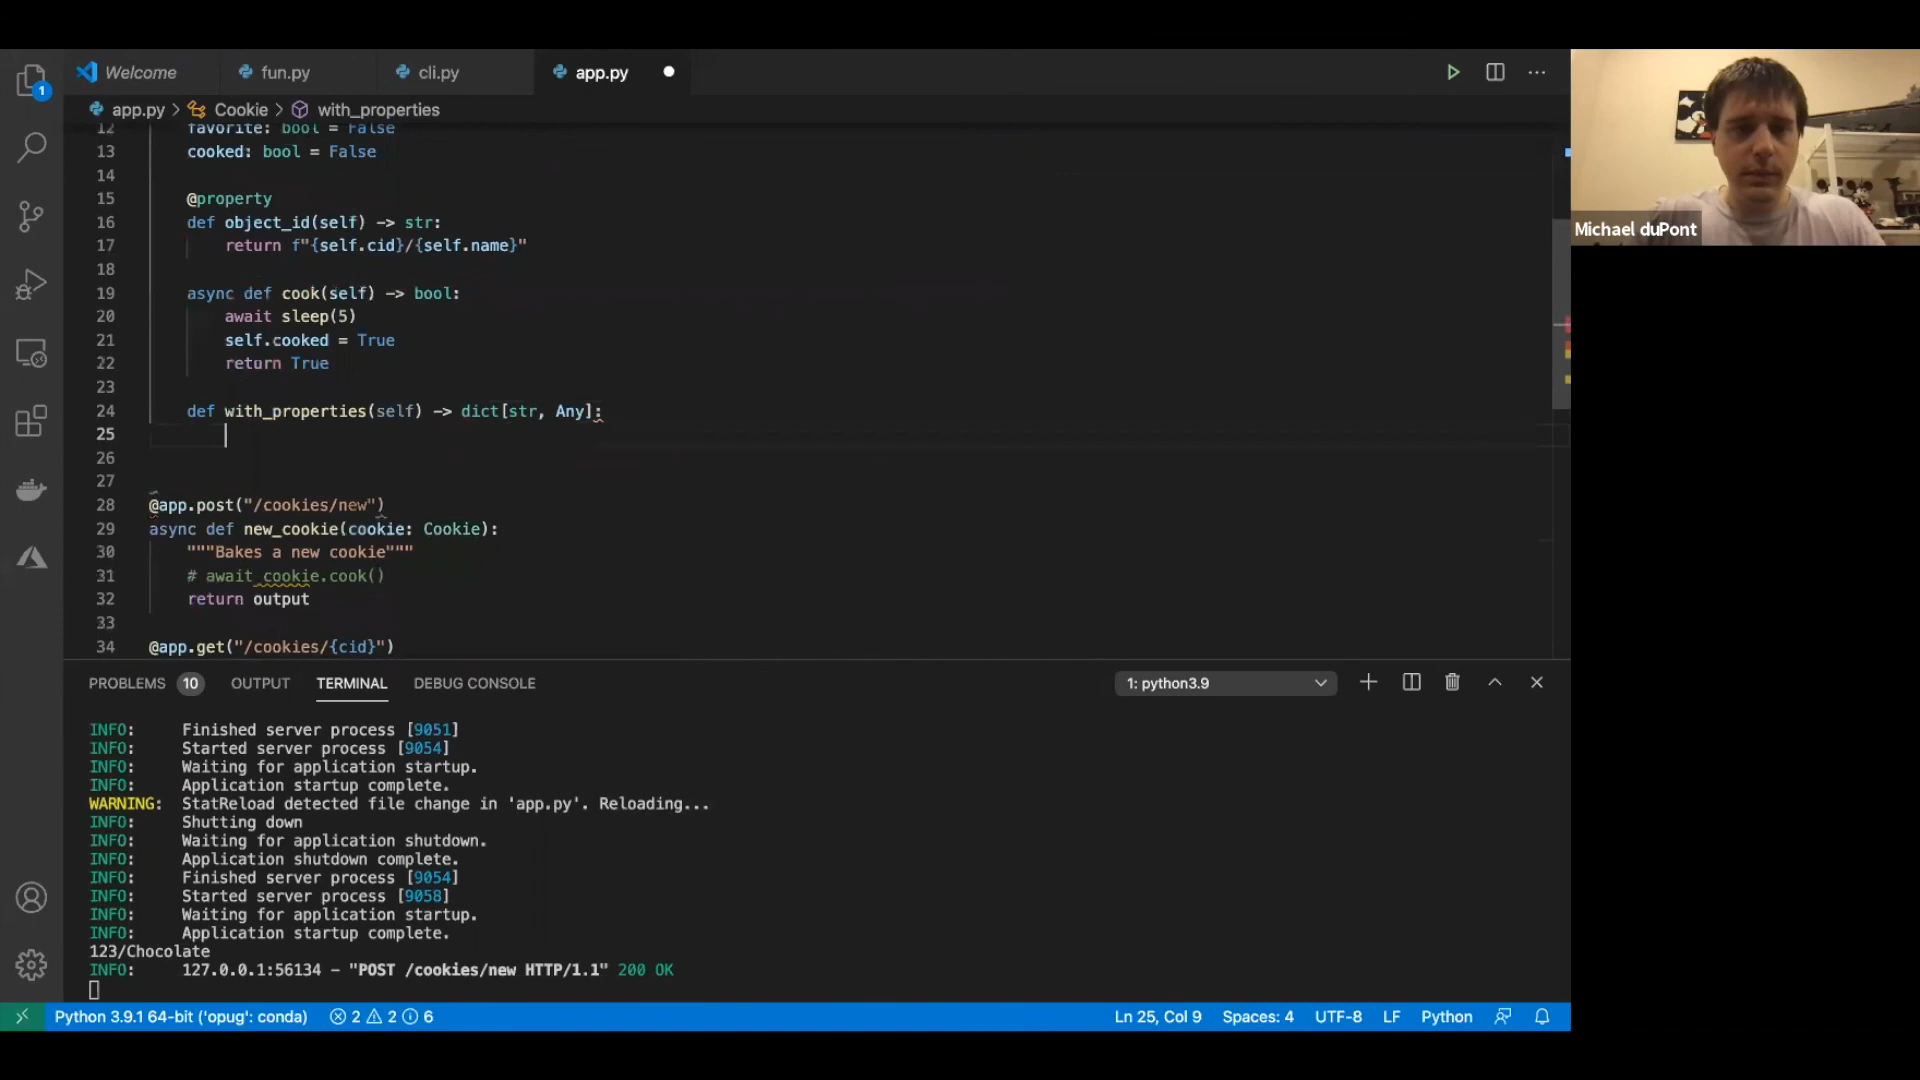 Welcome
fun.py
cli.py
app.py
1
app.py > Cookie > with_properties
12 favorite: bool = False
13 cooked: bool = False
14
15 @property
16 def object_id(self) -> str:
17 return f"{self.cid}/{self.name}"
18
19 async def cook(self) -> bool:
20 await sleep(5)
21 self.cooked = True
22 return True
23
24 def with_properties(self) -> dict[str, Any]:
25
26
27
28 @app.post("/cookies/new")
29 async def new_cookie(cookie: Cookie):
30 """Bakes a new cookie"""
31 # await cookie.cook()
32 return output
33
34 @app.get("/cookies/{cid}")
Michael duPont
PROBLEMS 10 OUTPUT TERMINAL DEBUG CONSOLE 1: python3.9
INFO: Finished server process [9051]
INFO: Started server process [9054]
INFO: Waiting for application startup.
INFO: Application startup complete.
WARNING: StatReload detected file change in 'app.py'. Reloading...
INFO: Shutting down
INFO: Waiting for application shutdown.
INFO: Application shutdown complete.
INFO: Finished server process [9054]
INFO: Started server process [9058]
INFO: Waiting for application startup.
INFO: Application startup complete.
123/Chocolate
INFO: 127.0.0.1:56134 - "POST /cookies/new HTTP/1.1" 200 OK
Python 3.9.1 64-bit ('opug': conda) 2 2 6 Ln 25, Col 9 Spaces: 4 UTF-8 LF Python